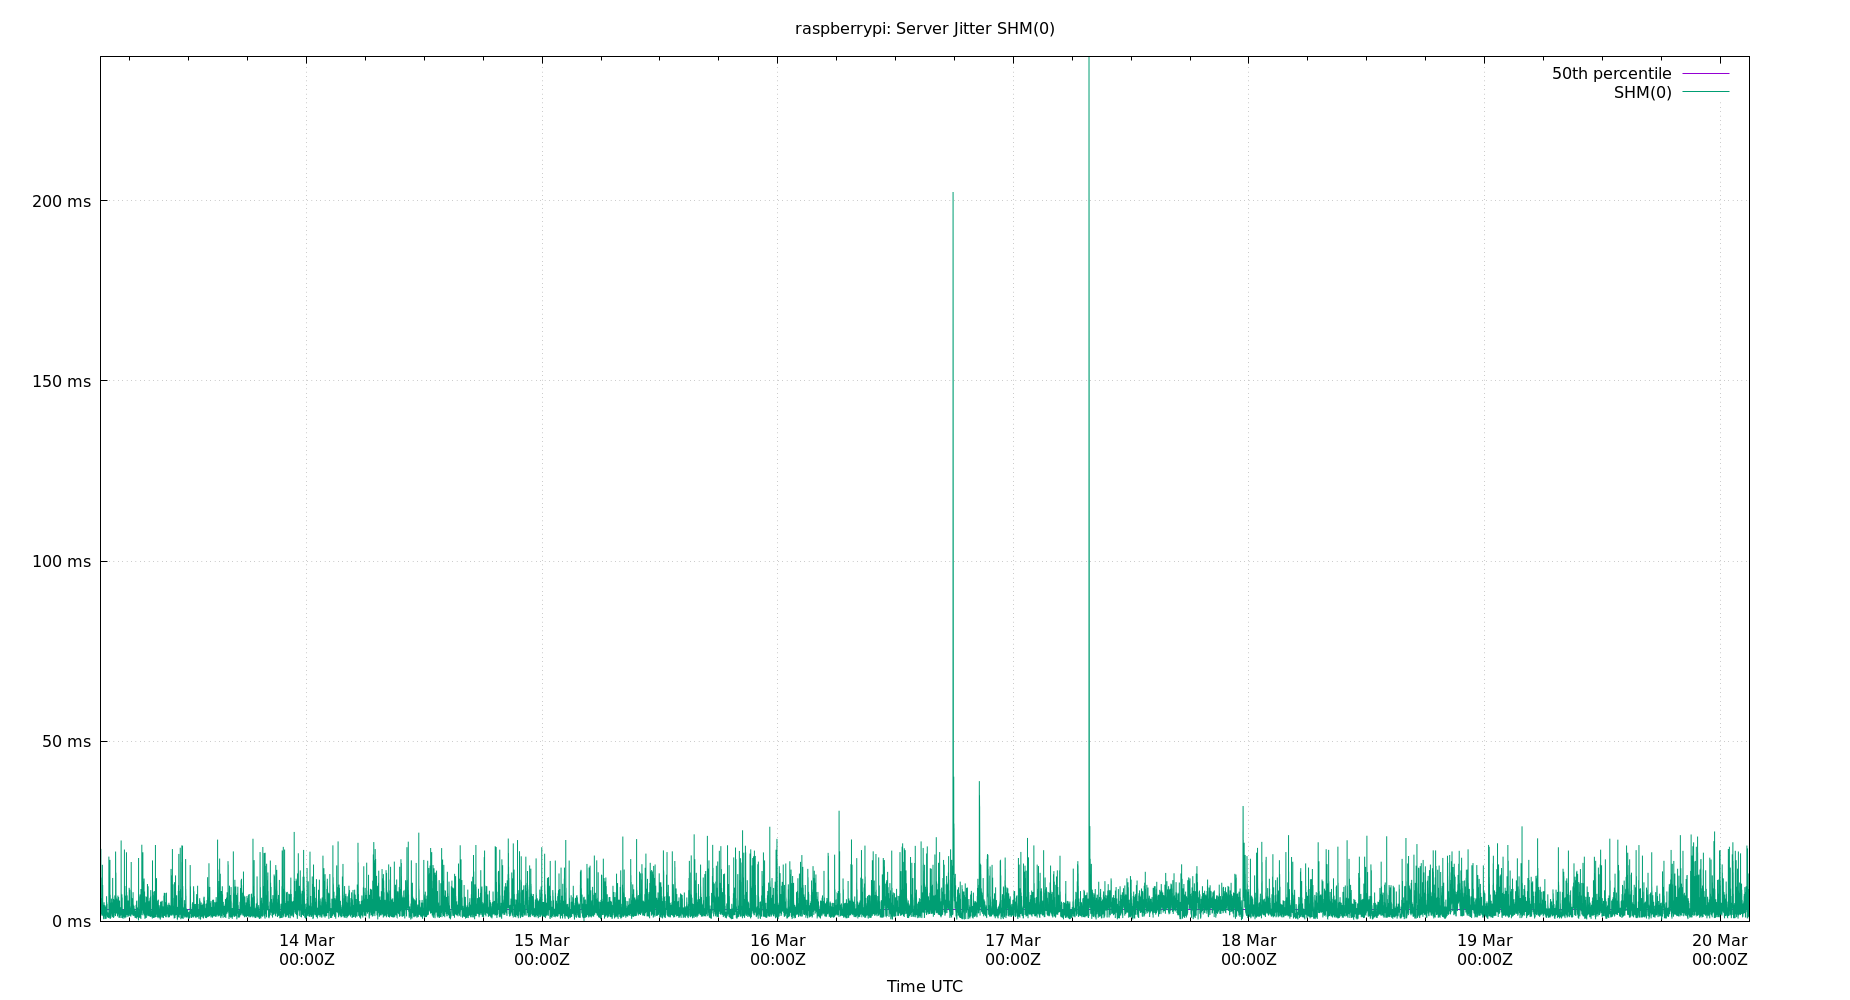 raspberrypi: Server Jitter SHM(0)
50th percentile
SHM(0)
200 ms
150 ms
100 ms
50 ms
0 ms
14 Mar 15 Mar 16 Mar 17 Mar 18 Mar 19 Mar 20 Mar
00:00Z 00:00Z 00:00Z 00:00Z 00:00Z 00:00Z 00:00Z
Time UTC